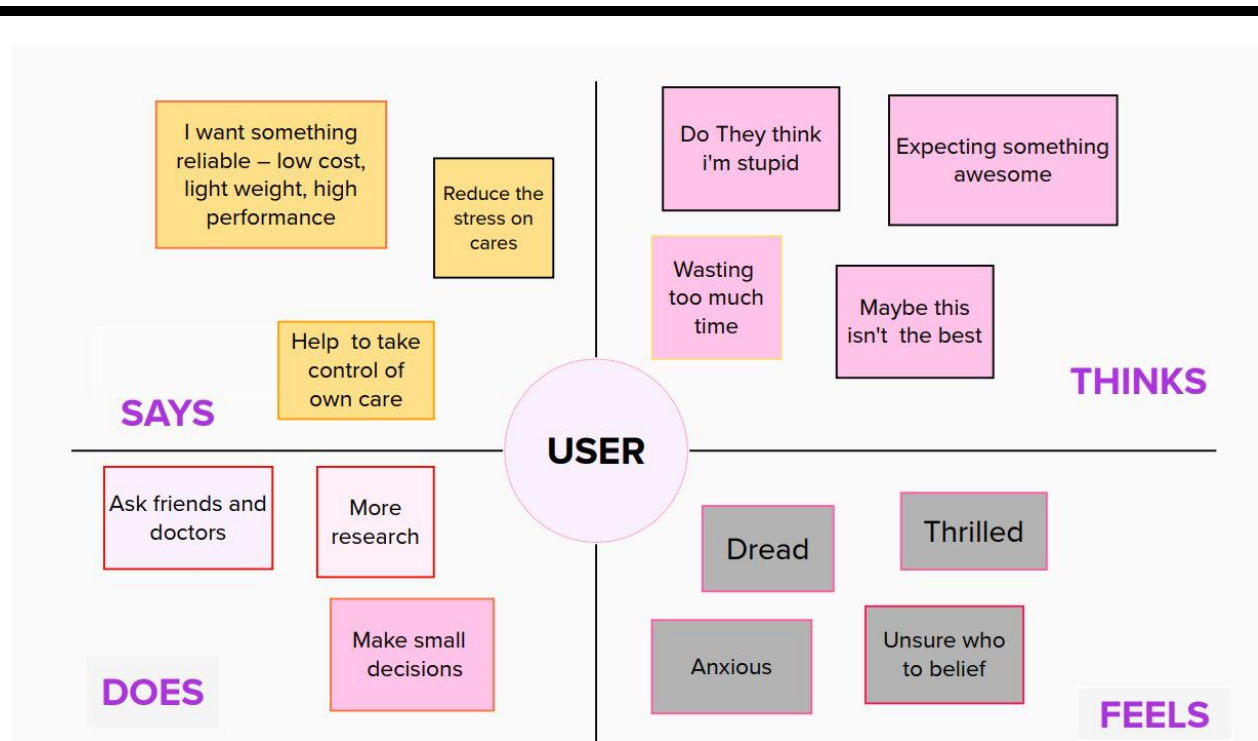 I want something
reliable – low cost,
light weight, high
performance
Reduce the
stress on
cares
Help to take
control of
own care
SAYS
Do They think
i'm stupid
Expecting something
awesome
Wasting
too much
time
Maybe this
isn't the best
THINKS
USER
Ask friends and
doctors
More
research
Make small
decisions
DOES
Dread
Thrilled
Anxious
Unsure who
to belief
FEELS